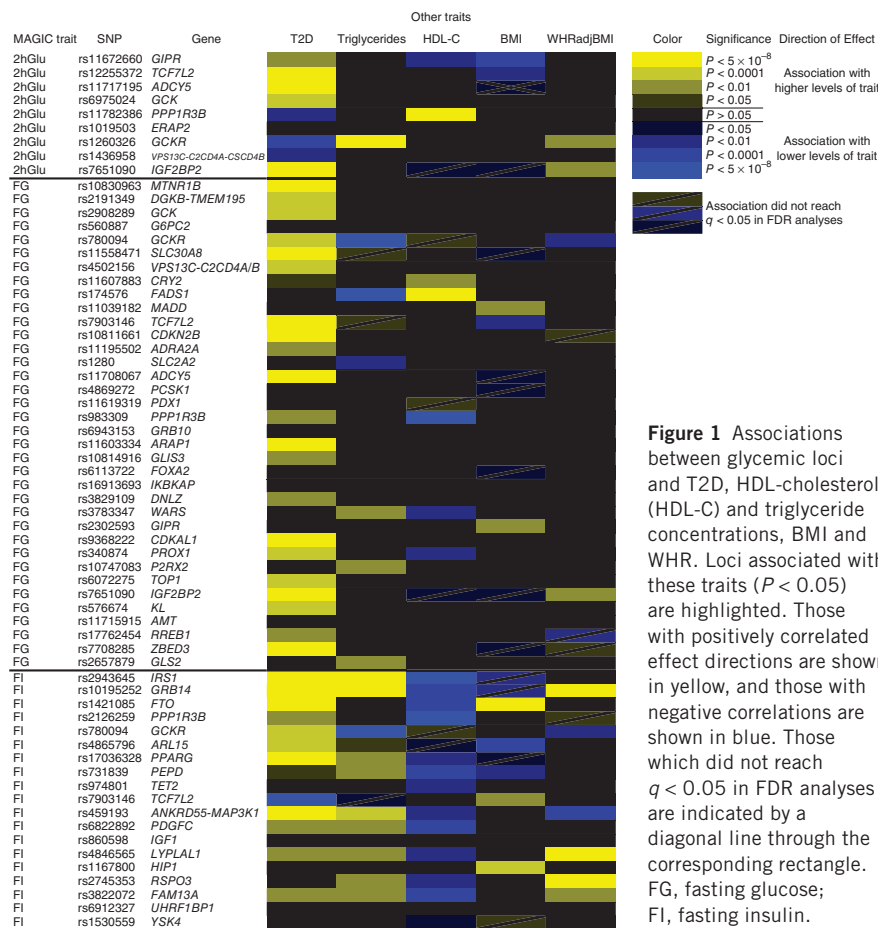 Other traits
MAGIC trait SNP Gene T2D Triglycerides HDL-C BMI WHRadjBMI Color Significance Direction of Effect
2hGlu rs11672660 GIPR
2hGlu rs12255372 TCF7L2
2hGlu rs11717195 ADCY5
2hGlu rs6975024 GCK
2hGlu rs11782386 PPP1R3B
2hGlu rs1019503 ERAP2
2hGlu rs1260326 GCKR
2hGlu rs1436958 VPS13C-C2CD4A-CSCD4B
2hGlu rs7651090 IGF2BP2
FG rs10830963 MTNR1B
FG rs2191349 DGKB-TMEM195
FG rs2908289 GCK
FG rs560887 G6PC2
FG rs780094 GCKR
FG rs11558471 SLC30A8
FG rs4502156 VPS13C-C2CD4A/B
FG rs11607883 CRY2
FG rs174576 FADS1
FG rs11039182 MADD
FG rs7903146 TCF7L2
FG rs10811661 CDKN2B
FG rs11195502 ADRA2A
FG rs1280 SLC2A2
FG rs11708067 ADCY5
FG rs4869272 PCSK1
FG rs11619319 PDX1
FG rs983309 PPP1R3B
FG rs6943153 GRB10
FG rs11603334 ARAP1
FG rs10814916 GLIS3
FG rs6113722 FOXA2
FG rs16913693 IKBKAP
FG rs3829109 DNLZ
FG rs3783347 WARS
FG rs2302593 GIPR
FG rs9368222 CDKAL1
FG rs340874 PROX1
FG rs10747083 P2RX2
FG rs6072275 TOP1
FG rs7651090 IGF2BP2
FG rs576674 KL
FG rs11715915 AMT
FG rs17762454 RREB1
FG rs7708285 ZBED3
FG rs2657879 GLS2
FI rs2943645 IRS1
FI rs10195252 GRB14
FI rs1421085 FTO
FI rs2126259 PPP1R3B
FI rs780094 GCKR
FI rs4865796 ARL15
FI rs17036328 PPARG
FI rs731839 PEPD
FI rs974801 TET2
FI rs7903146 TCF7L2
FI rs459193 ANKRD55-MAP3K1
FI rs6822892 PDGFC
FI rs860598 IGF1
FI rs4846565 LYPLAL1
FI rs1167800 HIP1
FI rs2745353 RSPO3
FI rs3822072 FAM13A
FI rs6912327 UHRF1BP1
FI rs1530559 YSK4
P < 5 × 10⁻⁸
P < 0.0001
P < 0.01
P < 0.05
Association with
higher levels of trait
P > 0.05
P < 0.05
P < 0.01
P < 0.0001
P < 5 × 10⁻⁸
Association with
lower levels of trait
Association did not reach
q < 0.05 in FDR analyses
Figure 1 Associations
between glycemic loci
and T2D, HDL-cholesterol
(HDL-C) and triglyceride
concentrations, BMI and
WHR. Loci associated with
these traits (P < 0.05)
are highlighted. Those
with positively correlated
effect directions are shown
in yellow, and those with
negative correlations are
shown in blue. Those
which did not reach
q < 0.05 in FDR analyses
are indicated by a
diagonal line through the
corresponding rectangle.
FG, fasting glucose;
FI, fasting insulin.